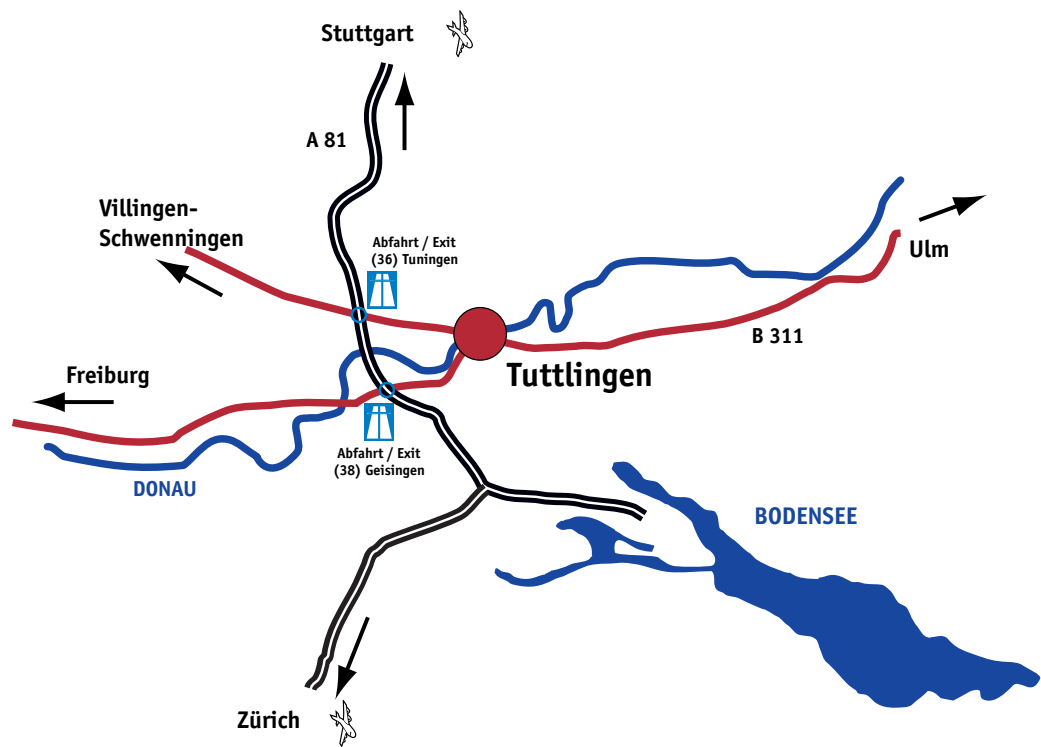 Stuttgart
A 81
Villingen-
Schwenningen
Abfahrt / Exit
(36) Tuningen
Ulm
B 311
Tuttlingen
Freiburg
Abfahrt / Exit
(38) Geisingen
DONAU
BODENSEE
Zürich